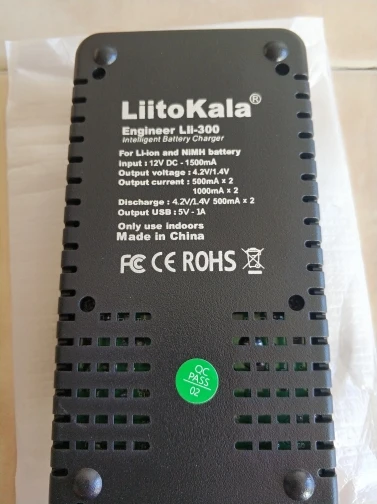 LiitoKala®
Engineer LII-300
Intelligent Battery Charger
For Li-ion and NiMH battery
Input : 12V DC - 1500mA
Output voltage : 4.2V/1.4V
Output current : 500mA × 2
1000mA × 2
Discharge : 4.2V/1.4V 500mA × 2
Output USB : 5V - 1A
Only use indoors
Made in China
FC CE ROHS
QC
PASS
02